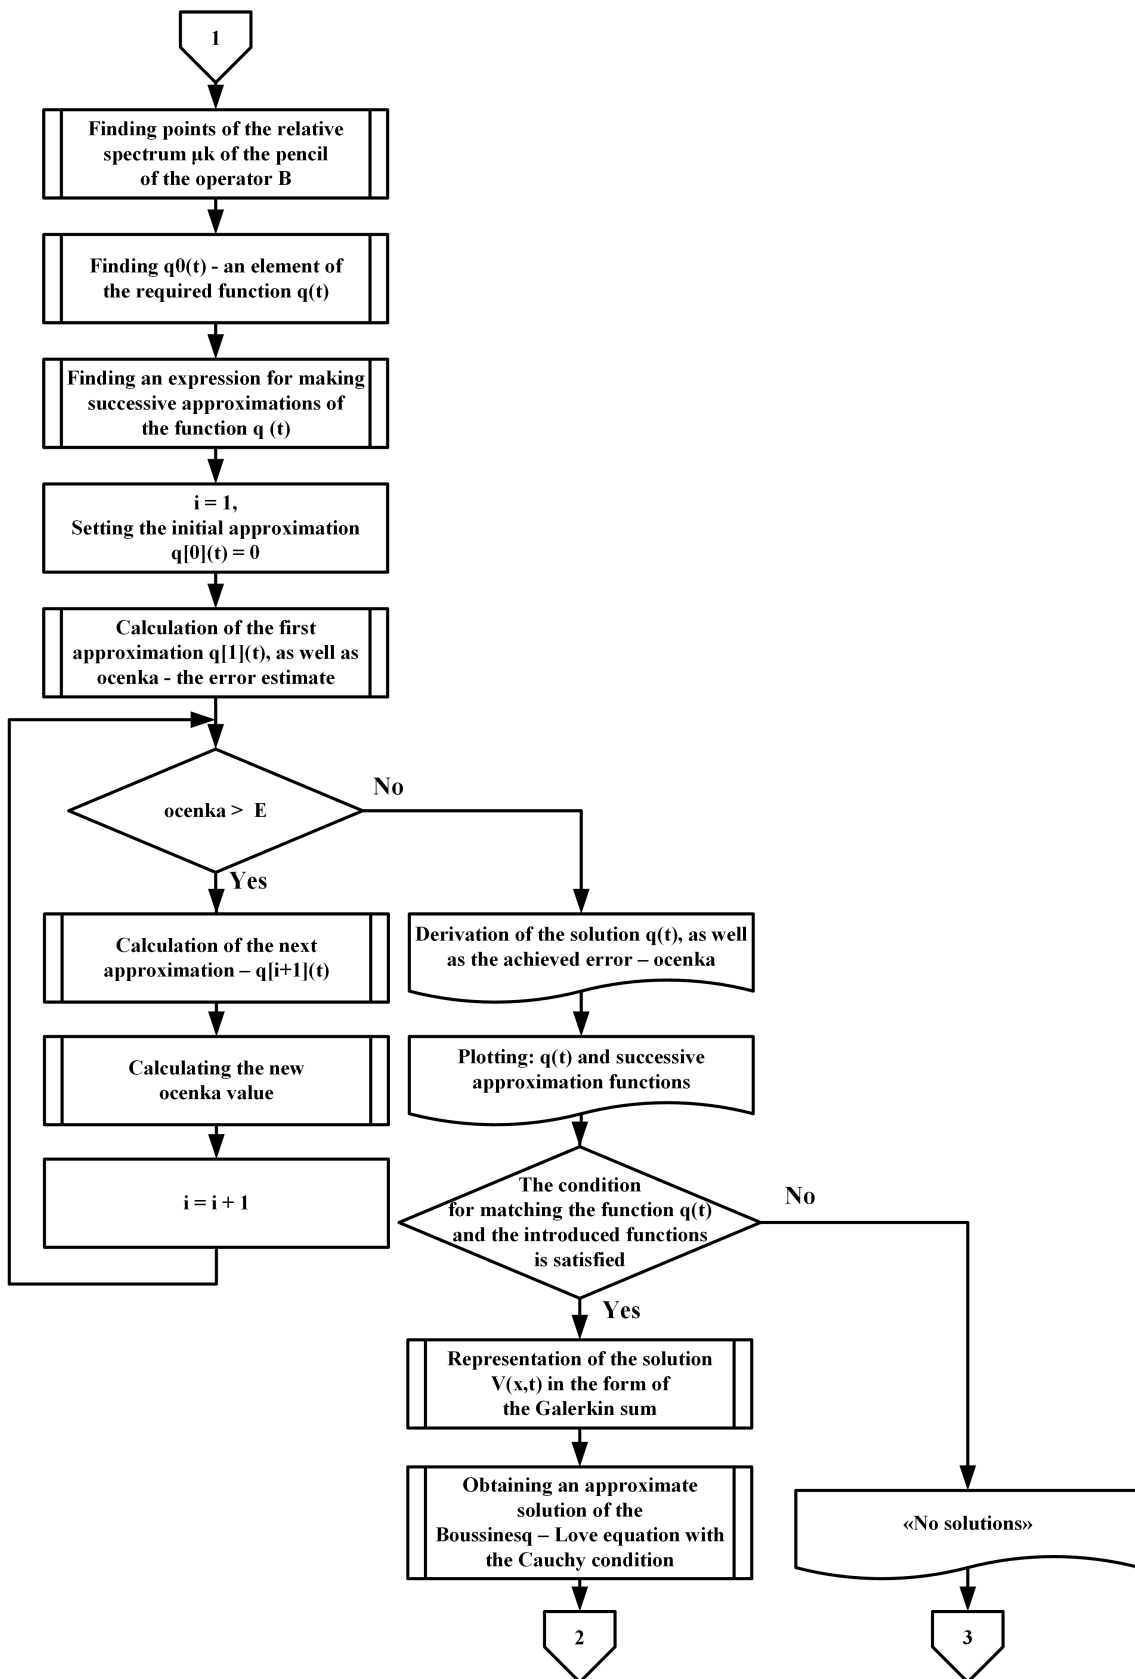 1
Finding points of the relative
spectrum μk of the pencil
of the operator B
Finding q0(t) - an element of
the required function q(t)
Finding an expression for making
successive approximations of
the function q (t)
i = 1,
Setting the initial approximation
q[0](t) = 0
Calculation of the first
approximation q[1](t), as well as
ocenka - the error estimate
ocenka > E
No
Yes
Calculation of the next
approximation – q[i+1](t)
Calculating the new
ocenka value
i = i + 1
Derivation of the solution q(t), as well
as the achieved error – ocenka
Plotting: q(t) and successive
approximation functions
The condition
for matching the function q(t)
and the introduced functions
is satisfied
No
Yes
Representation of the solution
V(x,t) in the form of
the Galerkin sum
Obtaining an approximate
solution of the
Boussinesq – Love equation with
the Cauchy condition
«No solutions»
2
3